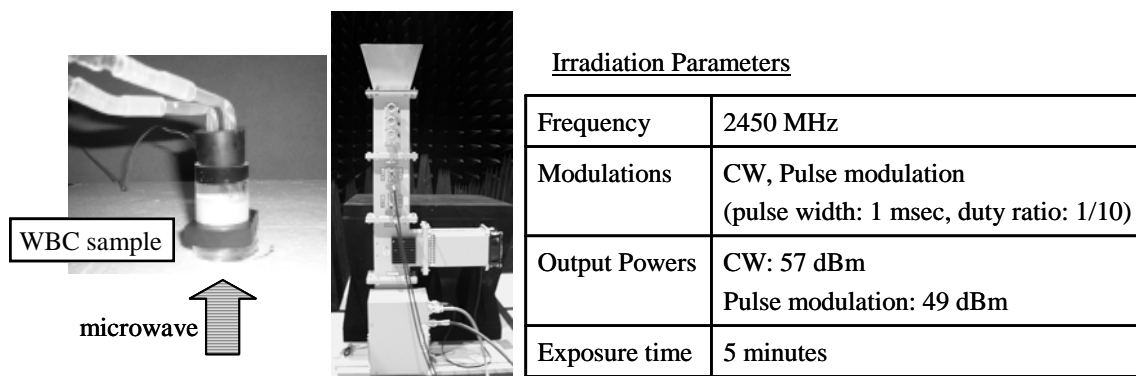 WBC sample
microwave
Irradiation Parameters
Frequency 2450 MHz
Modulations CW, Pulse modulation
(pulse width: 1 msec, duty ratio: 1/10)
Output Powers CW: 57 dBm
Pulse modulation: 49 dBm
Exposure time 5 minutes